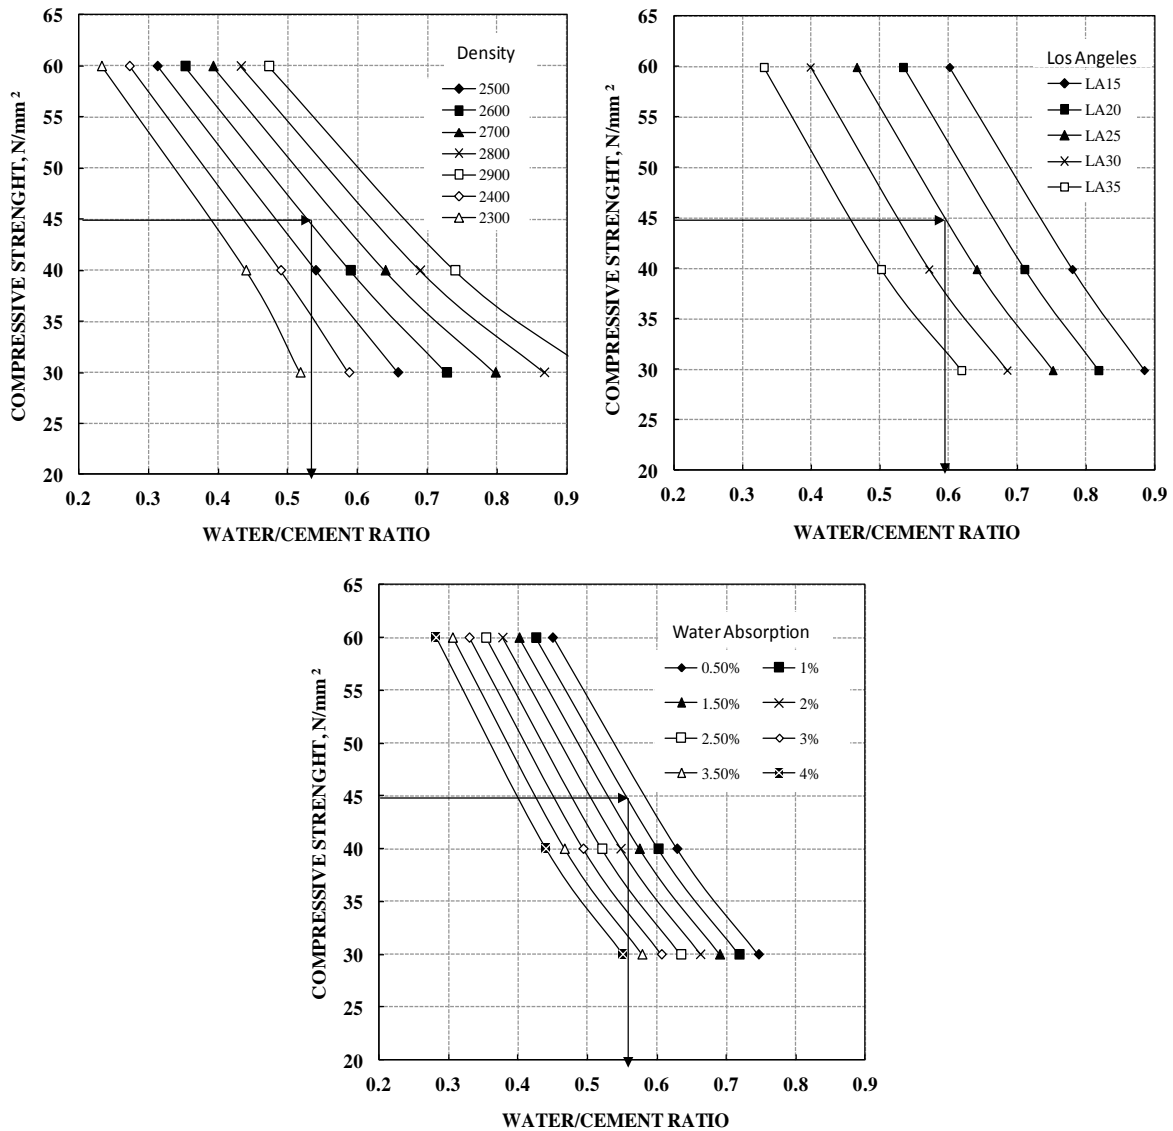 COMPRESSIVE STRENGHT, N/mm 2
65
60
55
50
45
40
35
30
25
20
0.2 0.3 0.4 0.5 0.6 0.7 0.8 0.9
WATER/CEMENT RATIO
Density
2500
2600
2700
2800
2900
2400
2300
COMPRESSIVE STRENGHT, N/mm 2
65
60
55
50
45
40
35
30
25
20
0.2 0.3 0.4 0.5 0.6 0.7 0.8 0.9
WATER/CEMENT RATIO
Los Angeles
LA15
LA20
LA25
LA30
LA35
COMPRESSIVE STRENGHT, N/mm 2
65
60
55
50
45
40
35
30
25
20
0.2 0.3 0.4 0.5 0.6 0.7 0.8 0.9
WATER/CEMENT RATIO
Water Absorption
0.50% 1%
1.50% 2%
2.50% 3%
3.50% 4%